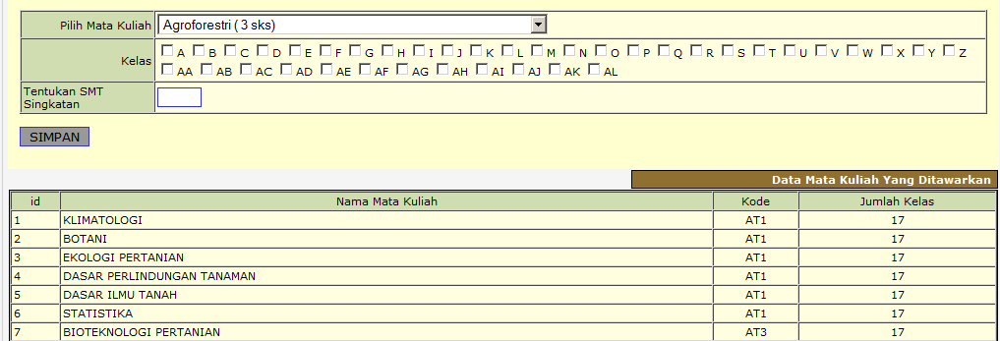 Pilih Mata Kuliah Agroforestri ( 3 sks)
Kelas A B C D E F G H I J K L M N O P Q R S T U V W X Y Z
AA AB AC AD AE AF AG AH AI AJ AK AL
Tentukan SMT
Singkatan
SIMPAN
Data Mata Kuliah Yang Ditawarkan
id Nama Mata Kuliah Kode Jumlah Kelas
1 KLIMATOLOGI AT1 17
2 BOTANI AT1 17
3 EKOLOGI PERTANIAN AT1 17
4 DASAR PERLINDUNGAN TANAMAN AT1 17
5 DASAR ILMU TANAH AT1 17
6 STATISTIKA AT1 17
7 BIOTEKNOLOGI PERTANIAN AT3 17